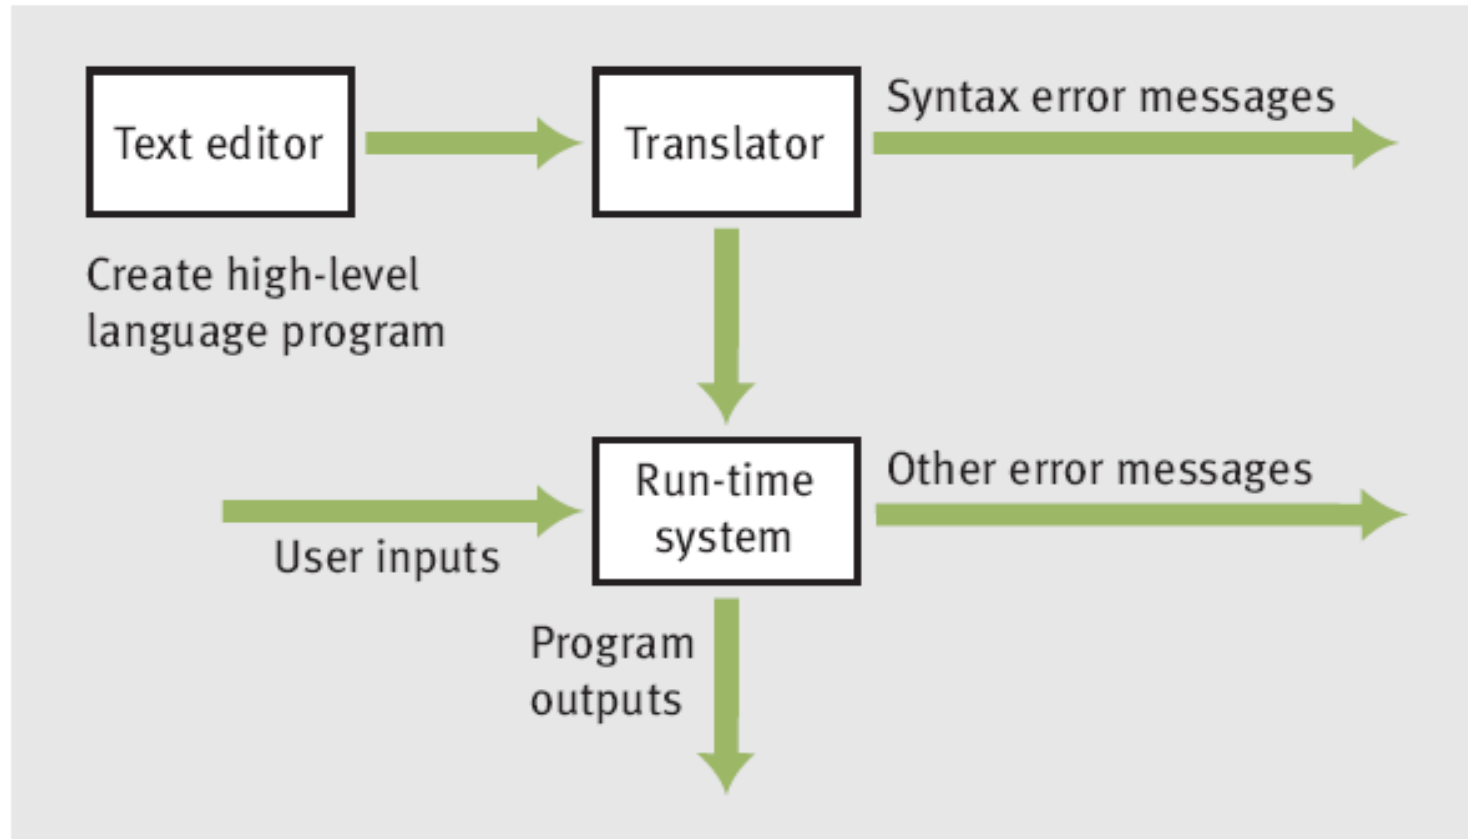 Text editor
Translator
Syntax error messages
Create high-level
language program
Run-time
system
Other error messages
User inputs
Program
outputs